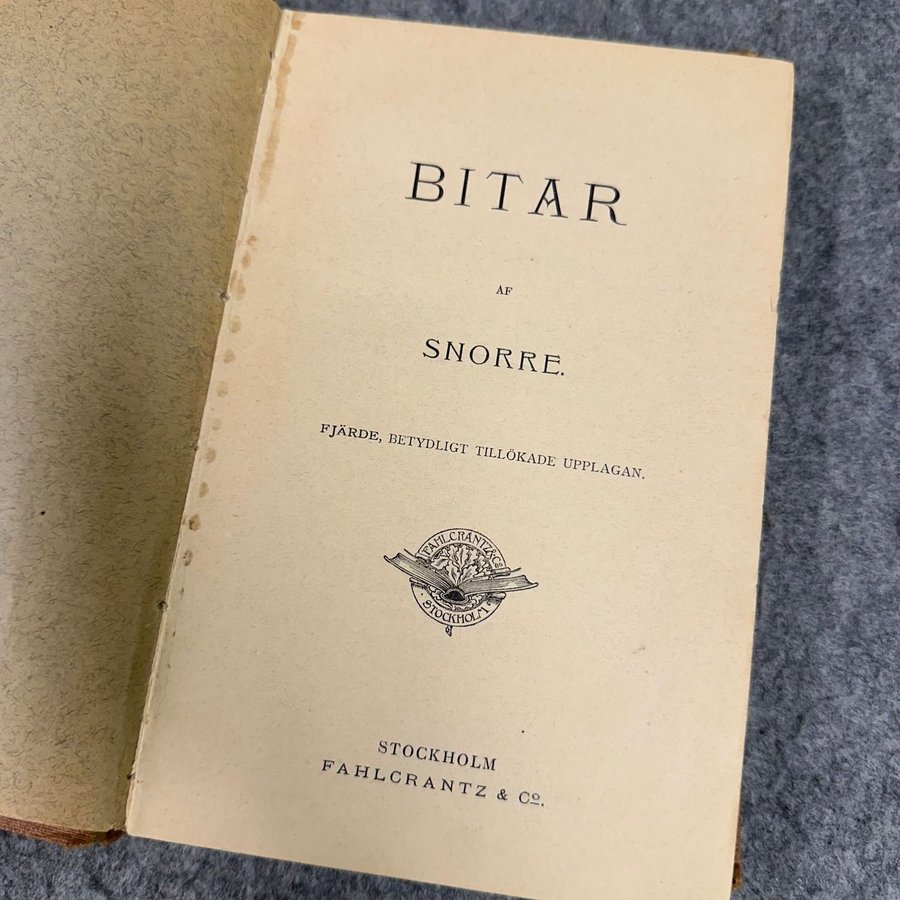 BITAR
AF
SNORRE.
FJÄRDE, BETYDLIGT TILLÖKADE UPPLAGAN.
FAHLCRANTZ & Co
STOCKHOLM
STOCKHOLM
FAHLCRANTZ & Co.